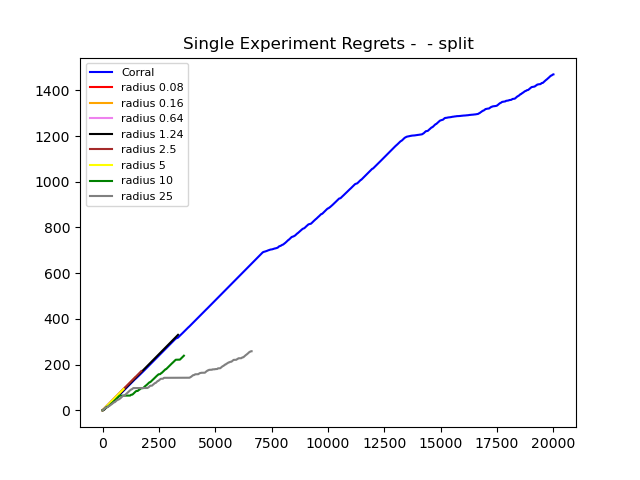 Single Experiment Regrets -  - split
Corral
radius 0.08
radius 0.16
radius 0.64
radius 1.24
radius 2.5
radius 5
radius 10
radius 25
1400
1200
1000
800
600
400
200
0
0 2500 5000 7500 10000 12500 15000 17500 20000